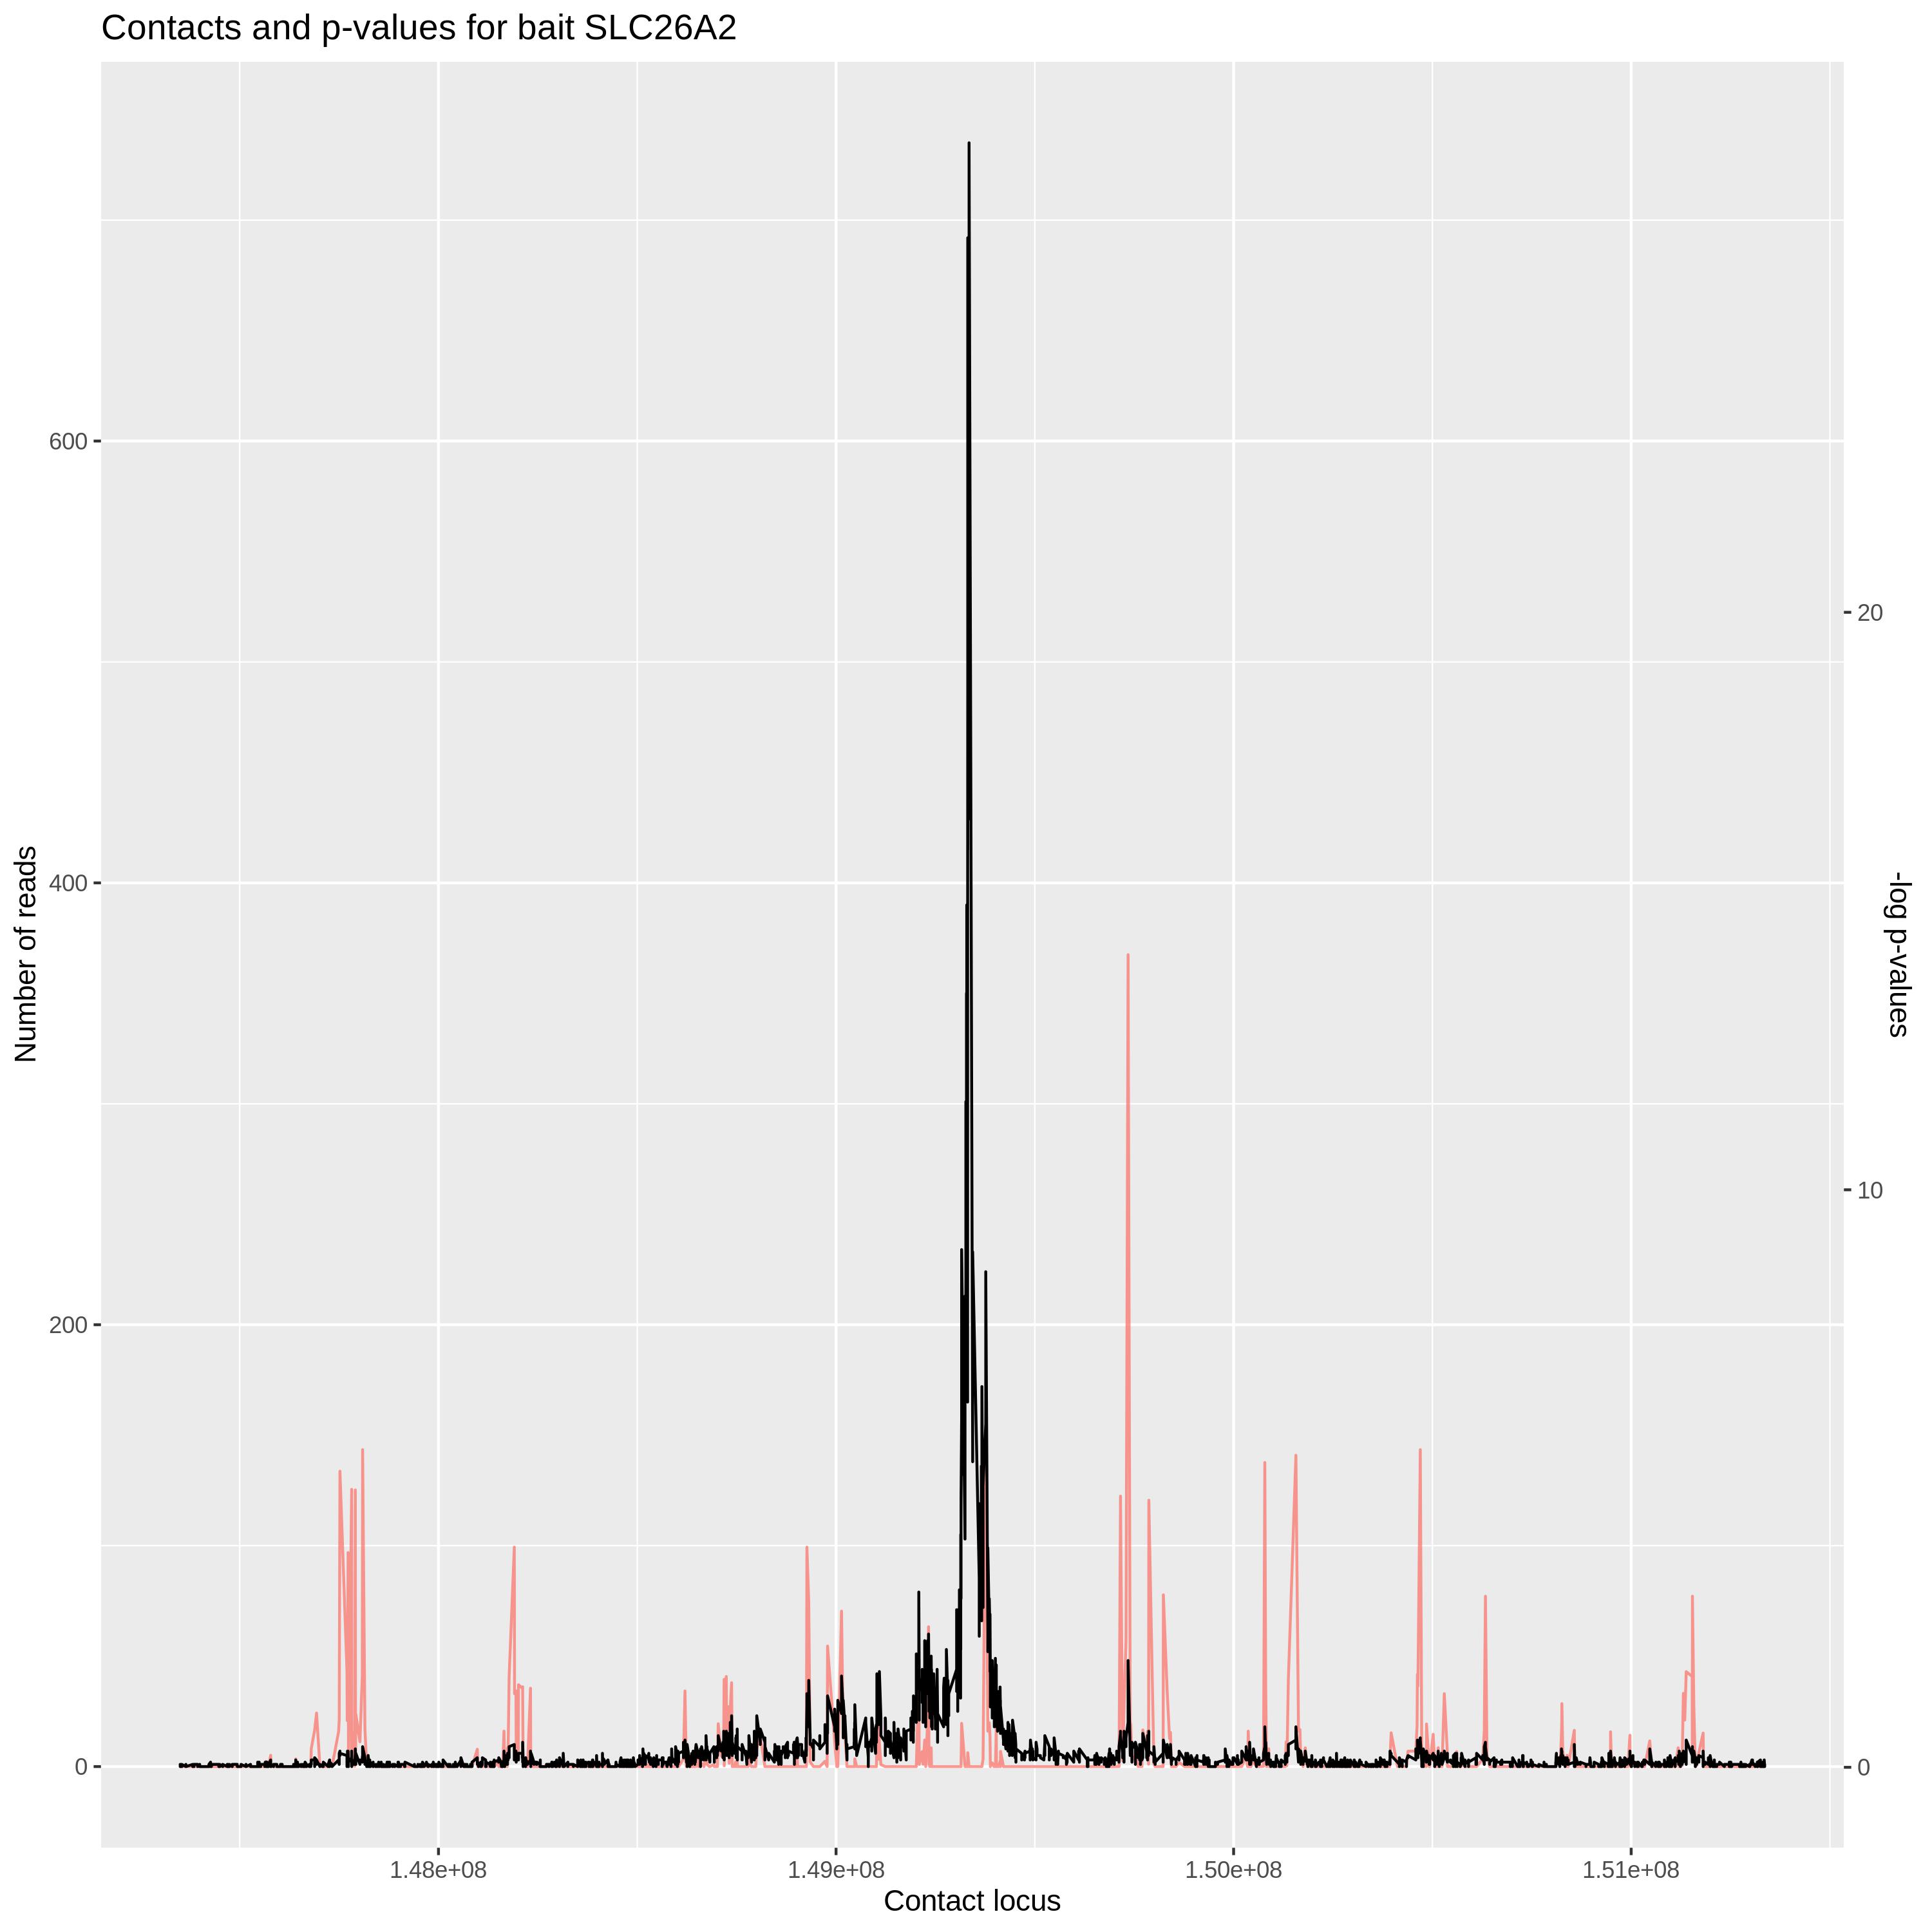 Contacts and p-values for bait SLC26A2
600
400
200
0
Number of reads
20
10
0
-log p-values
1.48e+08
1.49e+08
1.50e+08
1.51e+08
Contact locus